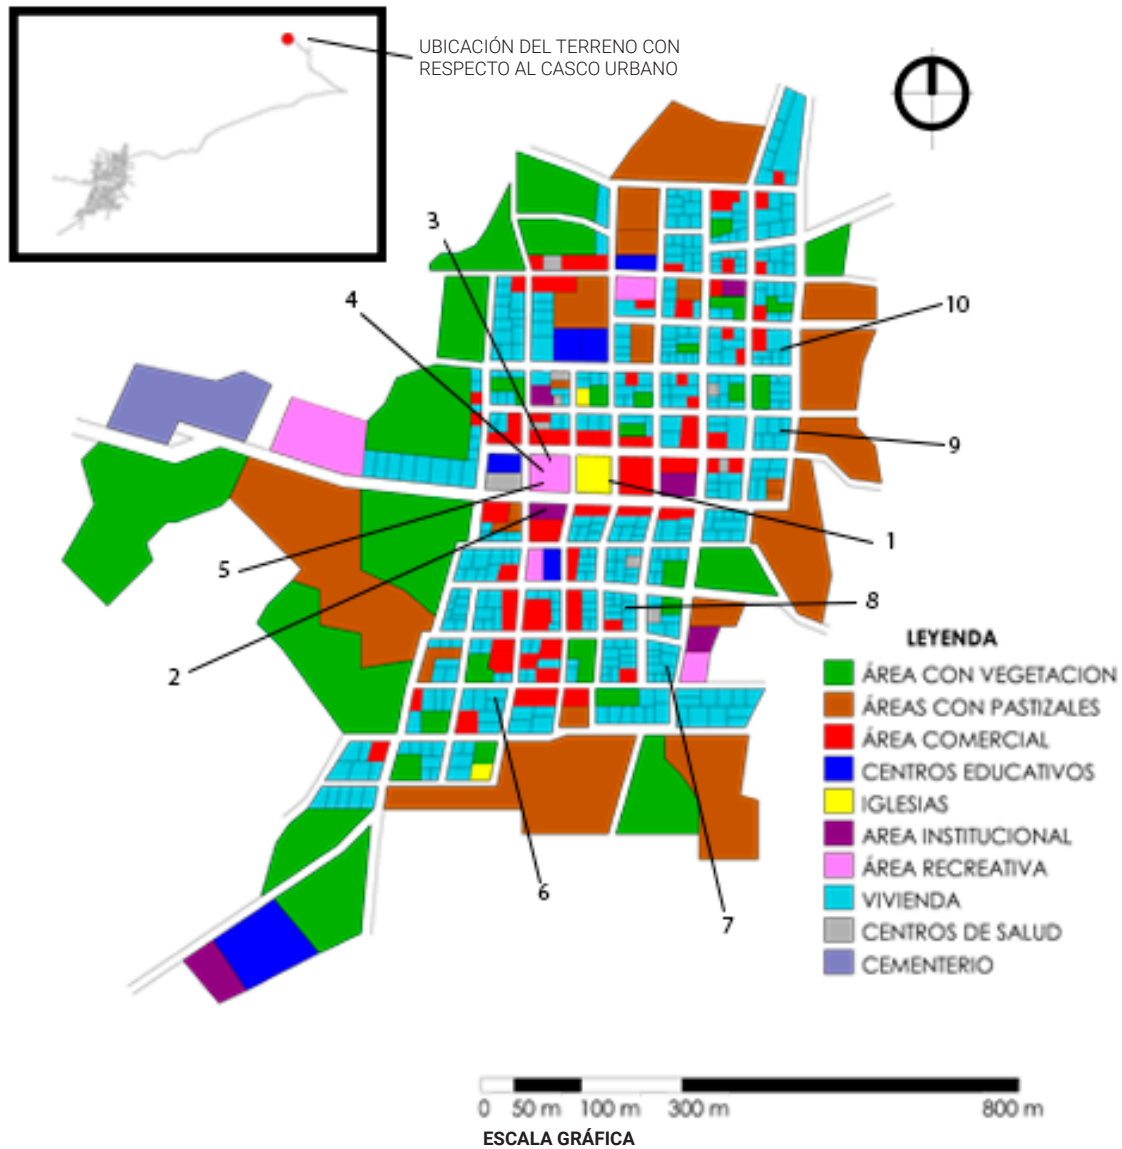 UBICACIÓN DEL TERRENO CON
RESPECTO AL CASCO URBANO
3
4
10
9
1
5
8
2
6
7
LEYENDA
ÁREA CON VEGETACION
ÁREAS CON PASTIZALES
ÁREA COMERCIAL
CENTROS EDUCATIVOS
IGLESIAS
AREA INSTITUCIONAL
ÁREA RECREATIVA
VIVIENDA
CENTROS DE SALUD
CEMENTERIO
0 50 m 100 m 300 m 800 m
ESCALA GRÁFICA